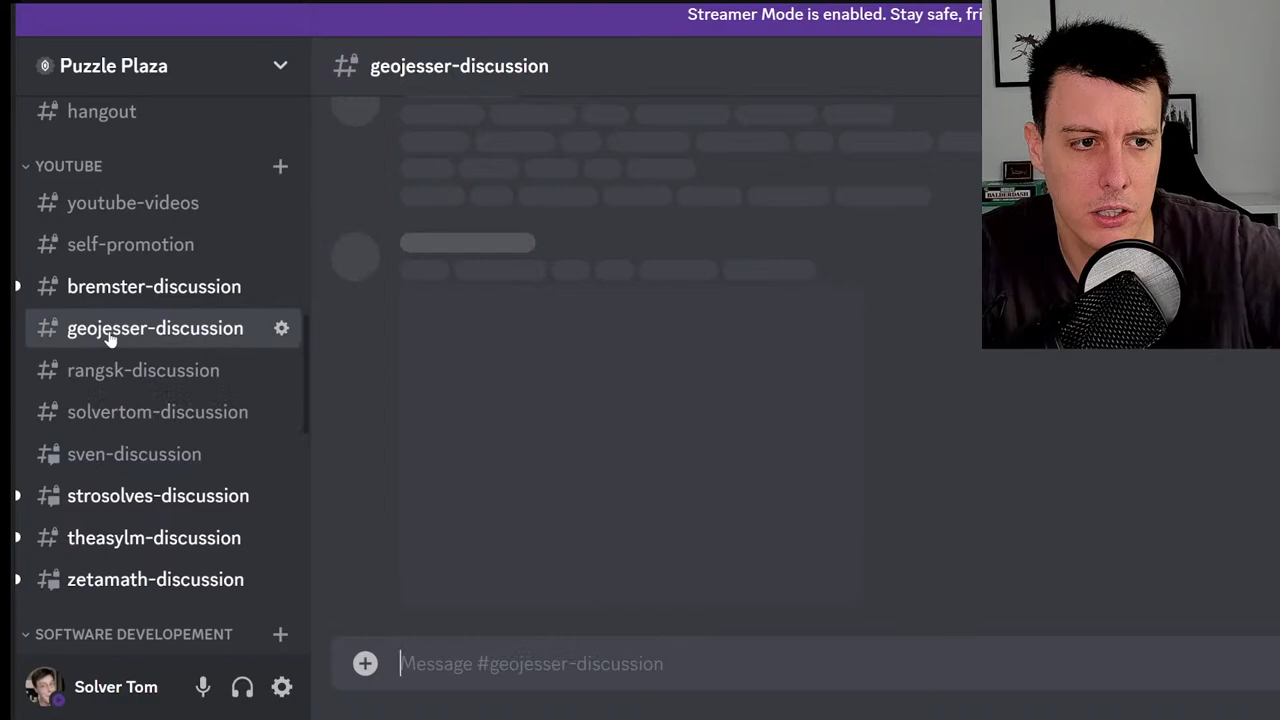 Streamer Mode is enabled. Stay safe, fri
Puzzle Plaza
geojesser-discussion
hangout
YOUTUBE
youtube-videos
self-promotion
bremster-discussion
geojesser-discussion
rangsk-discussion
solvertom-discussion
sven-discussion
strosolves-discussion
theasylm-discussion
zetamath-discussion
SOFTWARE DEVELOPEMENT
Message #geojesser-discussion
Solver Tom